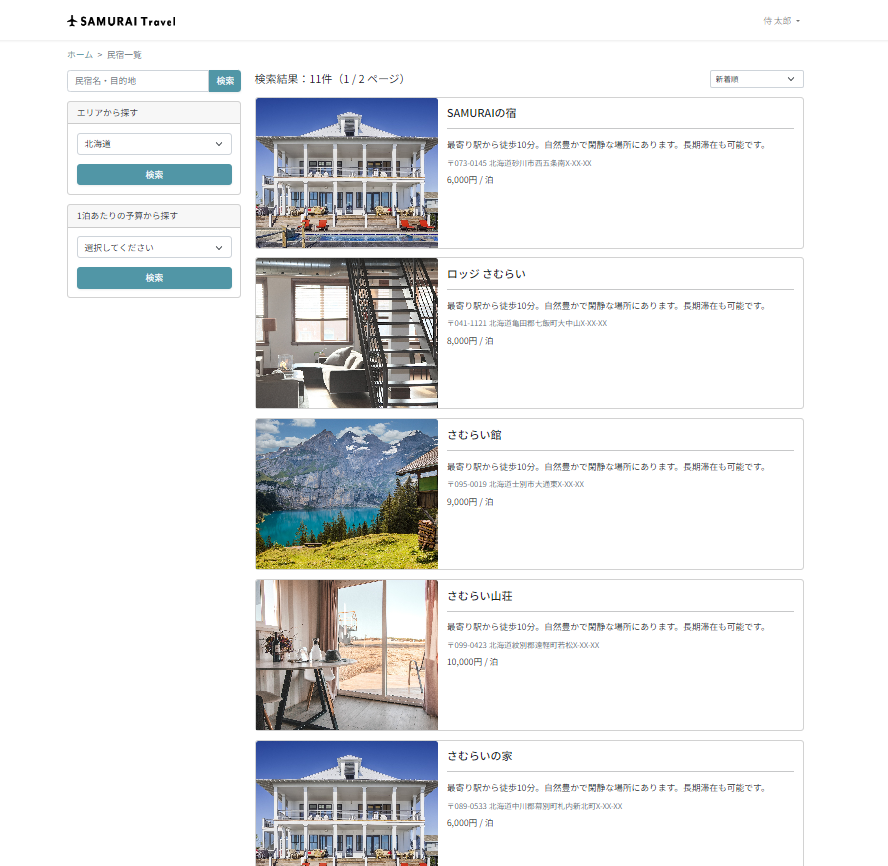 SAMURAI Travel
侍 太郎
ホーム > 民宿一覧
民宿名・目的地
検索
エリアから探す
北海道
検索
1泊あたりの予算から探す
選択してください
検索
検索結果：11件（1 / 2 ページ）
新着順
SAMURAIの宿
最寄り駅から徒歩10分。自然豊かで閑静な場所にあります。長期滞在も可能です。
〒073-0145 北海道砂川市西五条南X-XX-XX
6,000円 / 泊
ロッジ さむらい
最寄り駅から徒歩10分。自然豊かで閑静な場所にあります。長期滞在も可能です。
〒041-1121 北海道亀田郡七飯町大中山X-XX-XX
8,000円 / 泊
さむらい館
最寄り駅から徒歩10分。自然豊かで閑静な場所にあります。長期滞在も可能です。
〒095-0019 北海道士別市大通東X-XX-XX
9,000円 / 泊
さむらい山荘
最寄り駅から徒歩10分。自然豊かで閑静な場所にあります。長期滞在も可能です。
〒099-0423 北海道紋別郡遠軽町若松X-XX-XX
10,000円 / 泊
さむらいの家
最寄り駅から徒歩10分。自然豊かで閑静な場所にあります。長期滞在も可能です。
〒089-0533 北海道中川郡幕別町札内新北町X-XX-XX
6,000円 / 泊